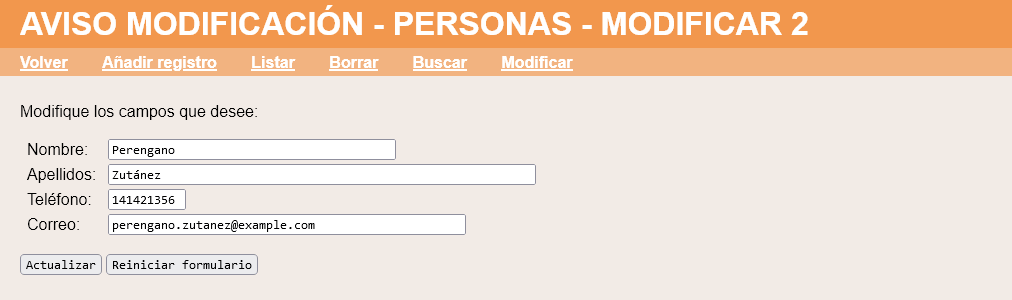 AVISO MODIFICACIÓN - PERSONAS - MODIFICAR 2
Volver Añadir registro Listar Borrar Buscar Modificar
Modifique los campos que desee:
Nombre: Perengano
Apellidos: Zutánez
Teléfono: 141421356
Correo: perengano.zutanez@example.com
Actualizar Reiniciar formulario